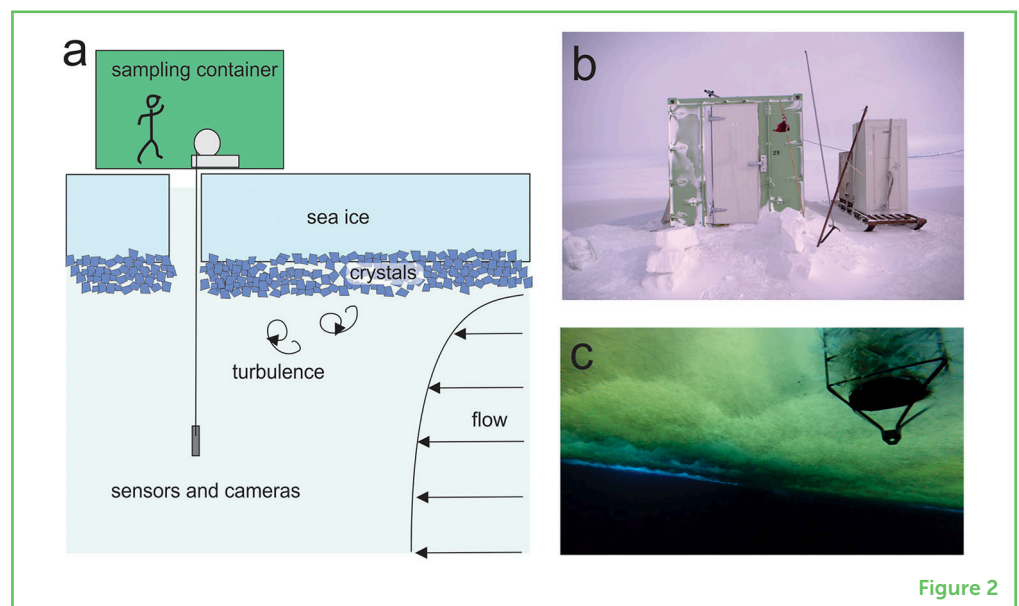 a
sampling container
sea ice
crystals
turbulence
flow
sensors and cameras
b
c
Figure 2